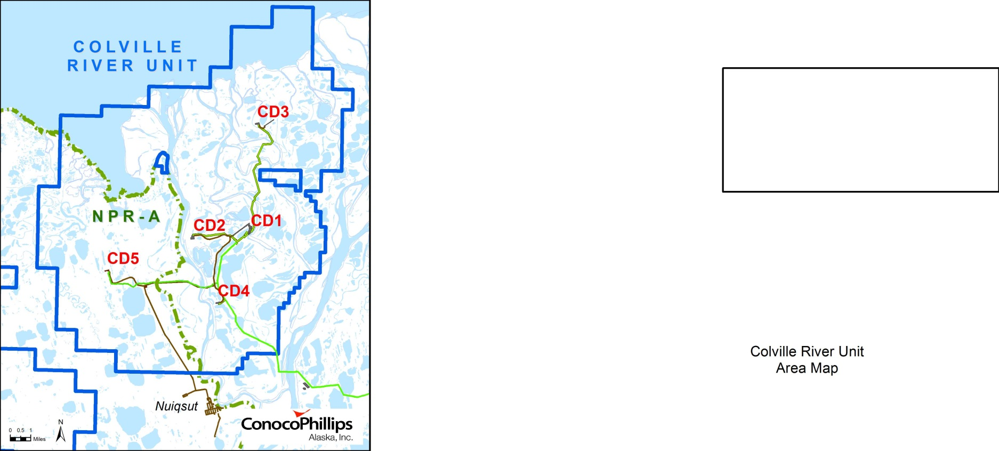 COLVILLE
RIVER UNIT
CD3
NPR-A
CD2
CD1
CD5
CD4
Nuiqsut
ConocoPhillips
Alaska, Inc.
N
0 0.5 1
Miles
Colville River Unit
Area Map